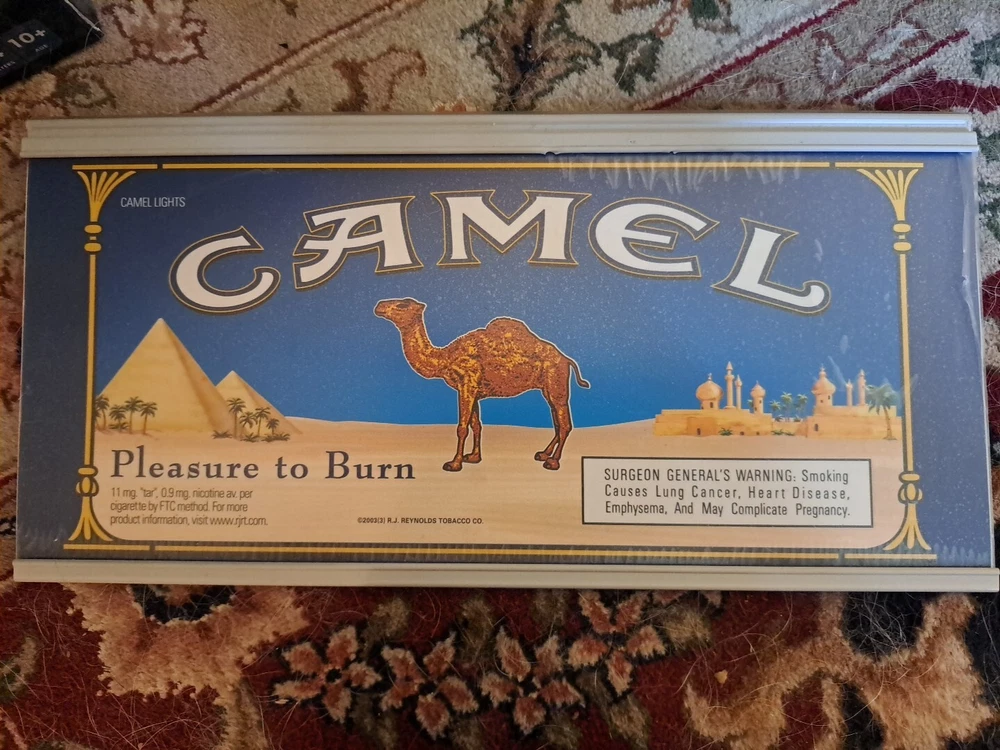 10+
CAMEL LIGHTS
CAMEL
Pleasure to Burn
11 mg. "tar", 0.9 mg. nicotine av. per
cigarette by FTC method. For more
product information, visit www.rjrt.com.
©2003(3) R.J. REYNOLDS TOBACCO CO.
SURGEON GENERAL'S WARNING: Smoking
Causes Lung Cancer, Heart Disease,
Emphysema, And May Complicate Pregnancy.